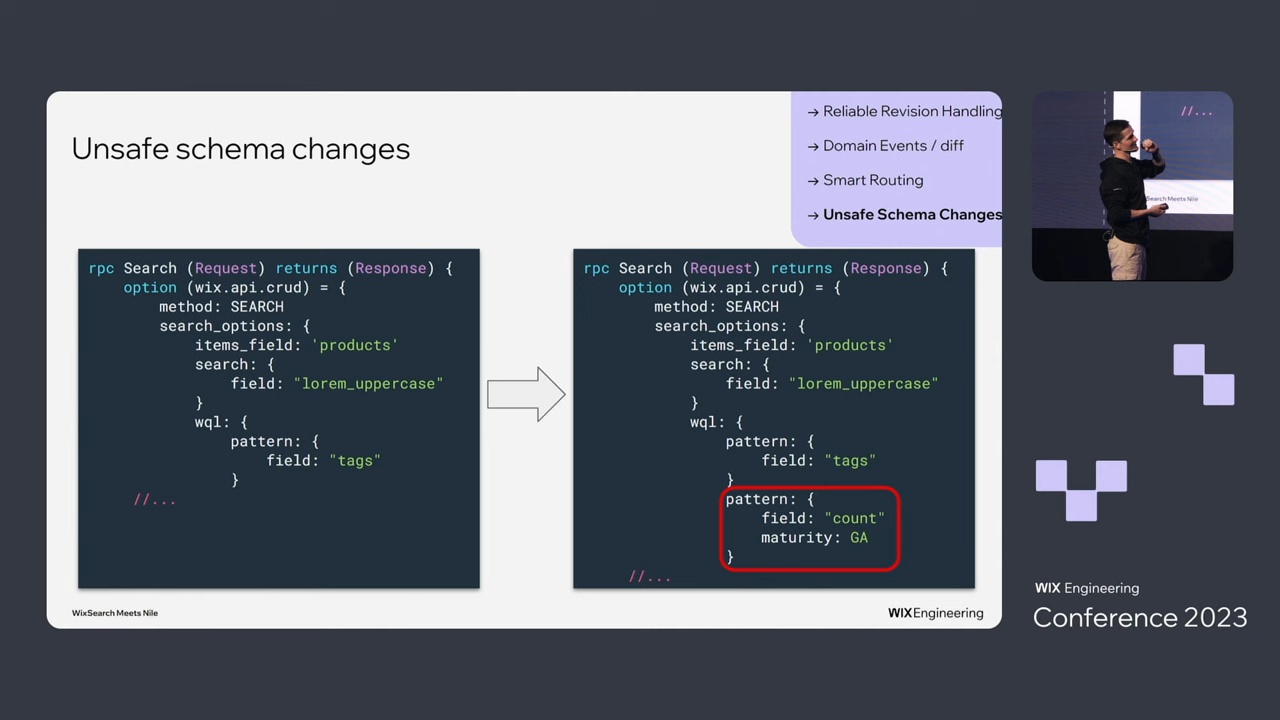 Unsafe schema changes
→ Reliable Revision Handling
→ Domain Events / diff
→ Smart Routing
→ Unsafe Schema Changes
rpc Search (Request) returns (Response) {
option (wix.api.crud) = {
method: SEARCH
search_options: {
items_field: 'products'
search: {
field: "lorem_uppercase"
}
wql: {
pattern: {
field: "tags"
}
//...
rpc Search (Request) returns (Response) {
option (wix.api.crud) = {
method: SEARCH
search_options: {
items_field: 'products'
search: {
field: "lorem_uppercase"
}
wql: {
pattern: {
field: "tags"
}
pattern: {
field: "count"
maturity: GA
}
//...
WixSearch Meets Nile
WIXEngineering
//...
Search Meets Nile
WIX Engineering
Conference 2023